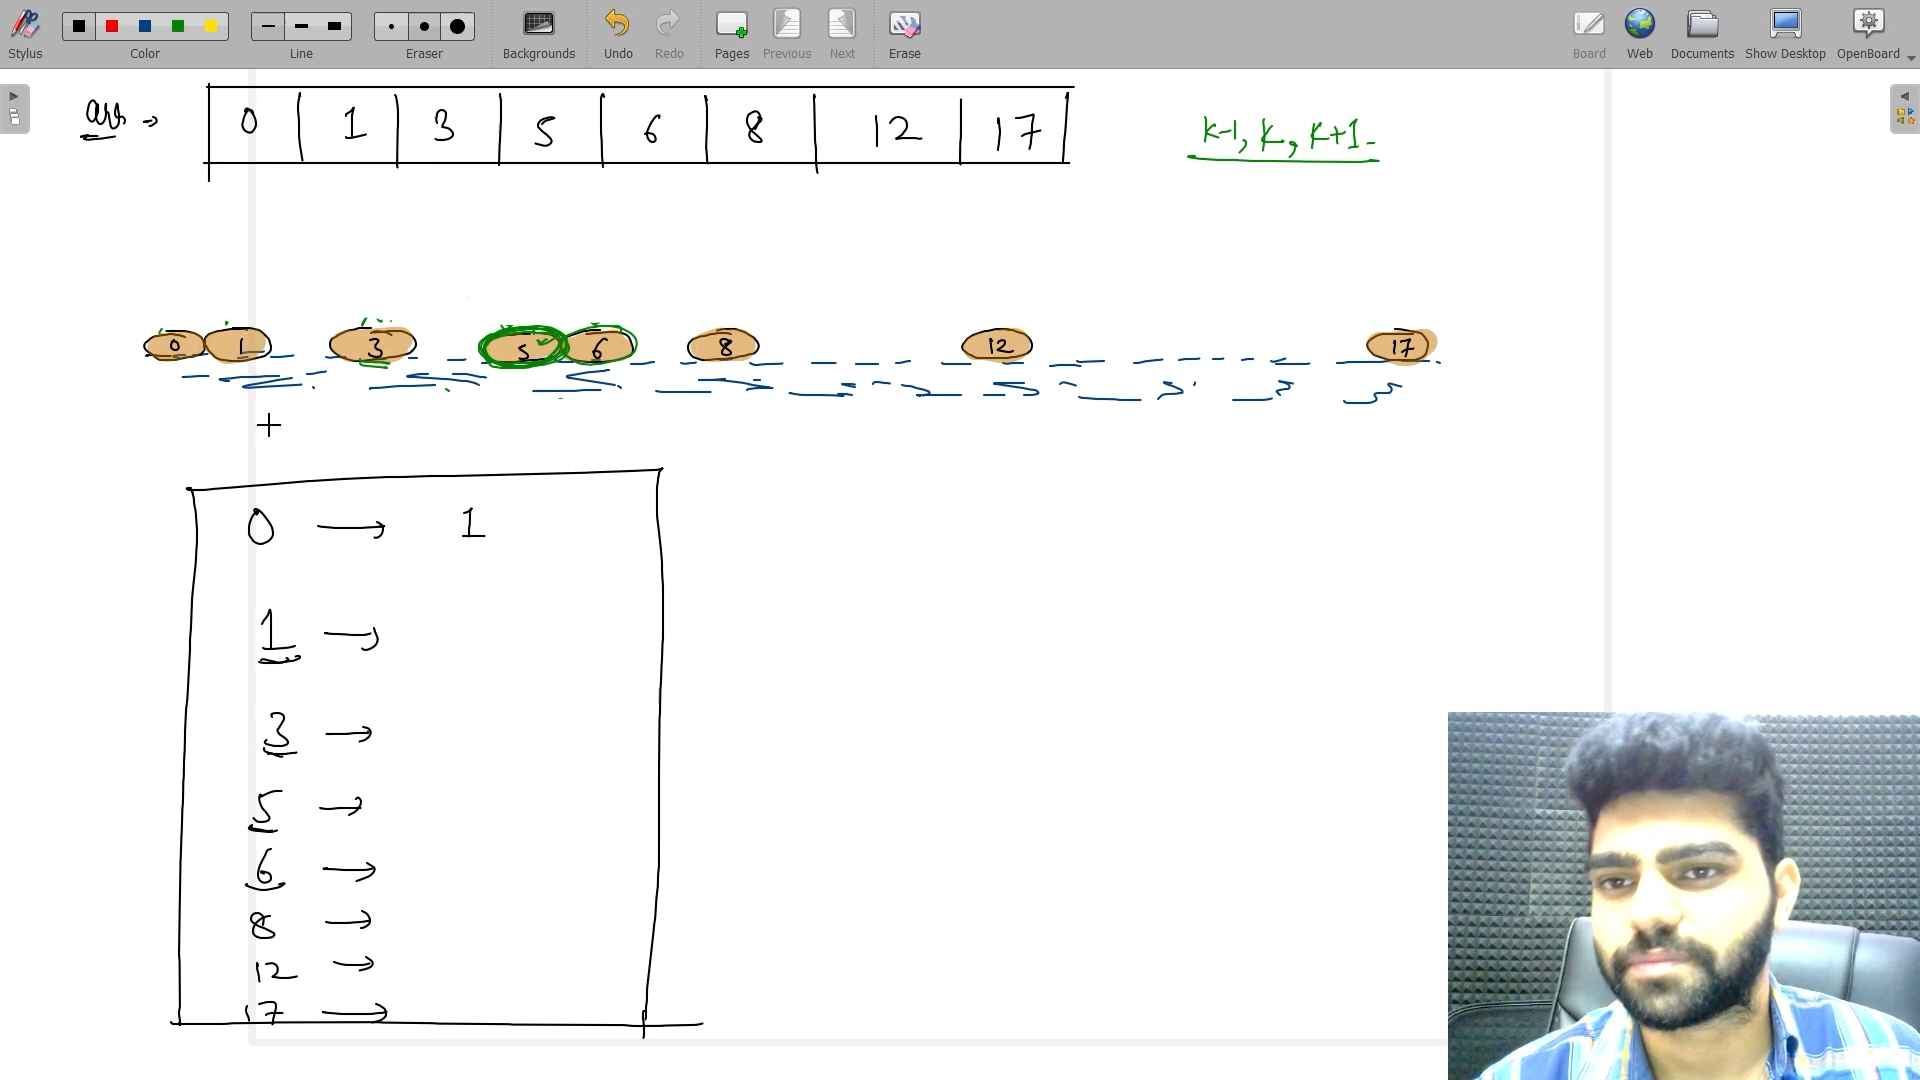 Stylus Color Line Eraser Backgrounds Undo Redo Pages Previous Next Erase Board Web Documents Show Desktop OpenBoard
arr → 0 1 3 5 6 8 12 17
k-1, k, k+1
0 1 3 5 6 8 12 17
0 → 1
1 →
3 →
5 →
6 →
8 →
12 →
17 →